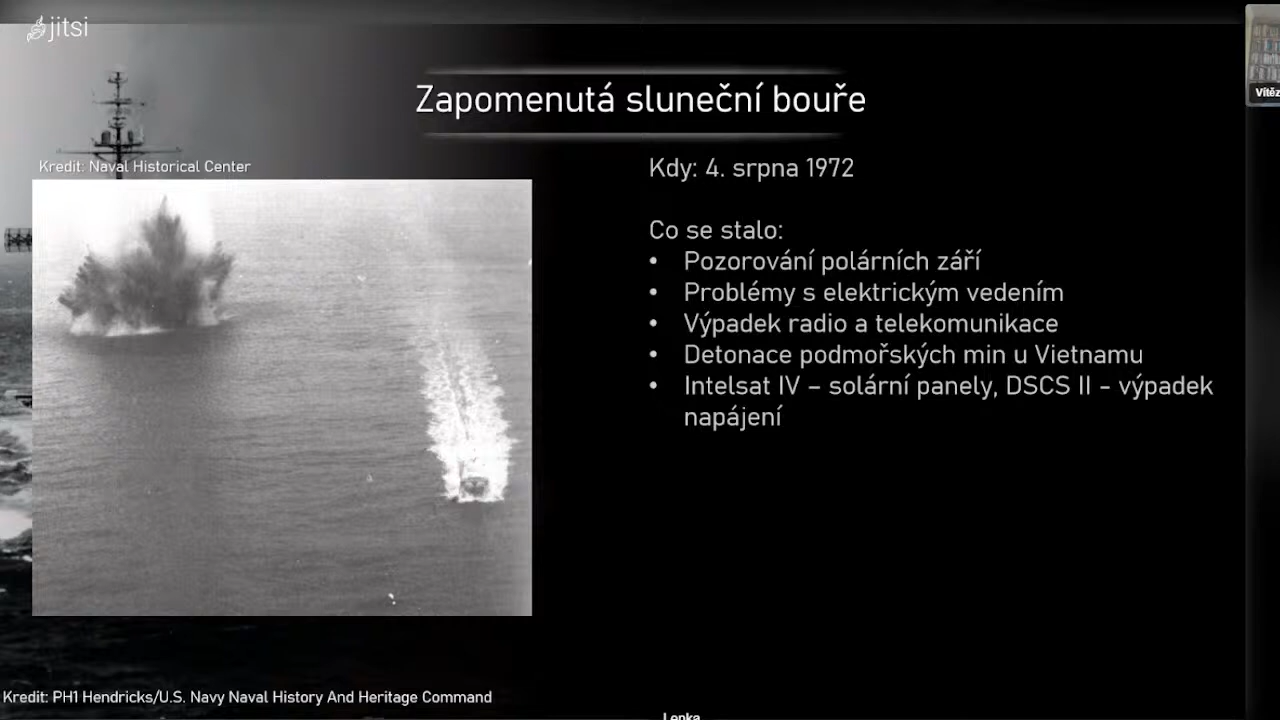 jitsi
Zapomenutá sluneční bouře
Kredit: Naval Historical Center
Kdy: 4. srpna 1972
Co se stalo:
• Pozorování polárních září
• Problémy s elektrickým vedením
• Výpadek radio a telekomunikace
• Detonace podmořských min u Vietnamu
• Intelsat IV – solární panely, DSCS II - výpadek
napájení
Kredit: PH1 Hendricks/U.S. Navy Naval History And Heritage Command
Lenka